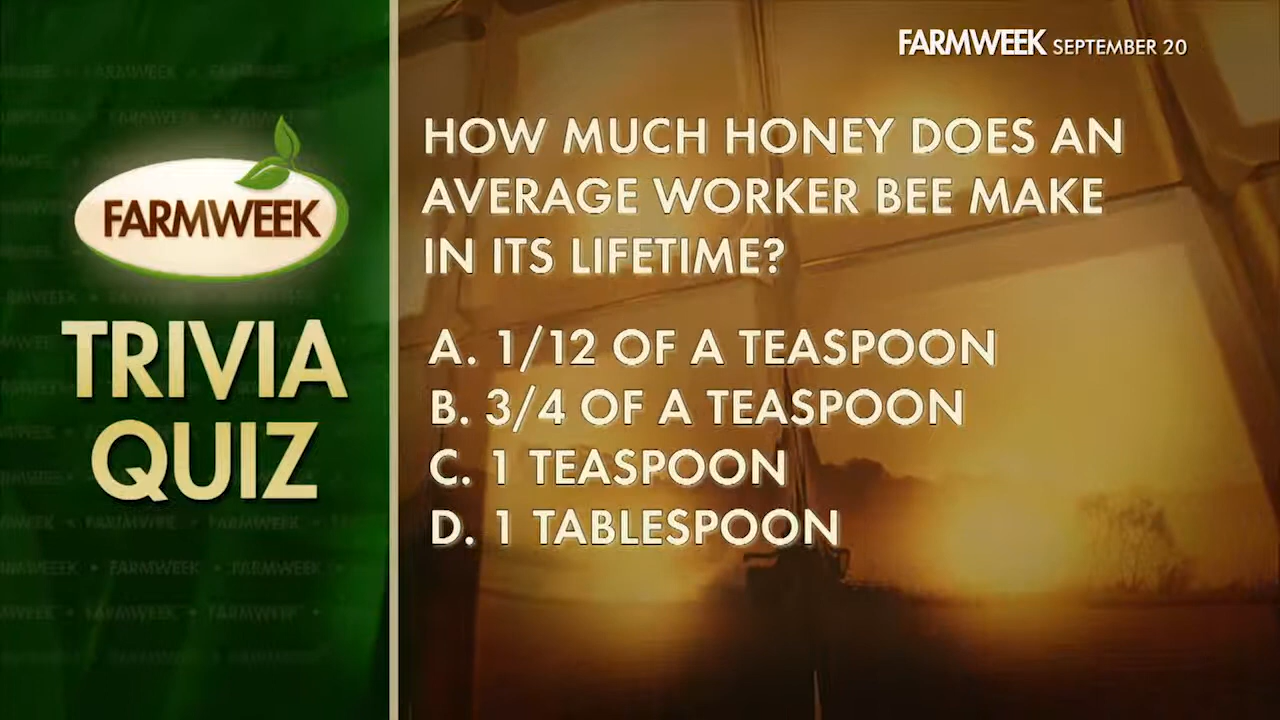 FARMWEEK SEPTEMBER 20
FARMWEEK
TRIVIA
QUIZ
HOW MUCH HONEY DOES AN
AVERAGE WORKER BEE MAKE
IN ITS LIFETIME?
A. 1/12 OF A TEASPOON
B. 3/4 OF A TEASPOON
C. 1 TEASPOON
D. 1 TABLESPOON